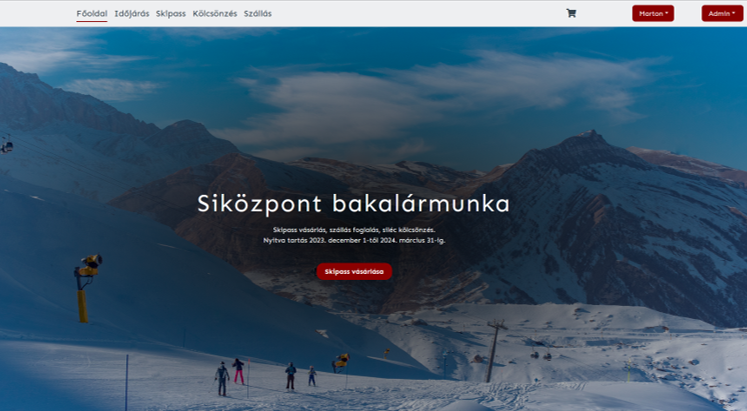 Főoldal Időjárás Skipass Kölcsönzés Szállás
Morton
Admin
Síközpont bakalármunka
Skipass vásárlás, szállás foglalás, síléc kölcsönzés.
Nyitva tartás 2023. december 1-től 2024. március 31-ig.
Skipass vásárlása